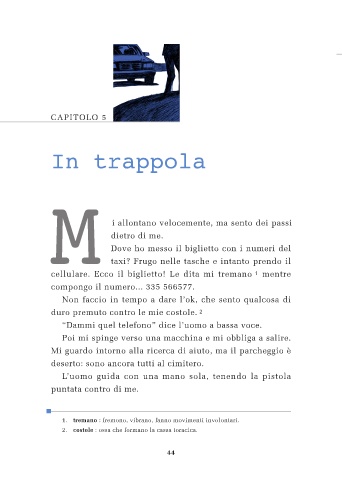 CAPITOLO 5
In trappola
Mi allontano velocemente, ma sento dei passi
dietro di me.
Dove ho messo il biglietto con i numeri del
taxi? Frugo nelle tasche e intanto prendo il
cellulare. Ecco il biglietto! Le dita mi tremano 1 mentre
compongo il numero... 335 566577.
Non faccio in tempo a dare l'ok, che sento qualcosa di
duro premuto contro le mie costole. 2
“Dammi quel telefono” dice l'uomo a bassa voce.
Poi mi spinge verso una macchina e mi obbliga a salire.
Mi guardo intorno alla ricerca di aiuto, ma il parcheggio è
deserto: sono ancora tutti al cimitero.
L'uomo guida con una mano sola, tenendo la pistola
puntata contro di me.
1. tremano : fremono, vibrano, fanno movimenti involontari.
2. costole : ossa che formano la cassa toracica.
44